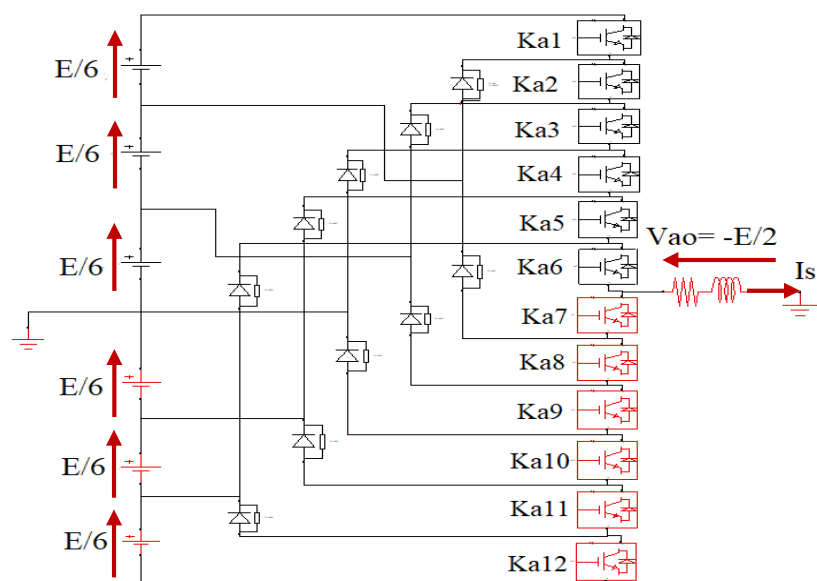 Ka1
E/6
Ka2
Ka3
E/6
Ka4
Ka5
Vao= -E/2
E/6
Ka6
Is
Ka7
Ka8
E/6
Ka9
Ka10
E/6
Ka11
E/6
Ka12